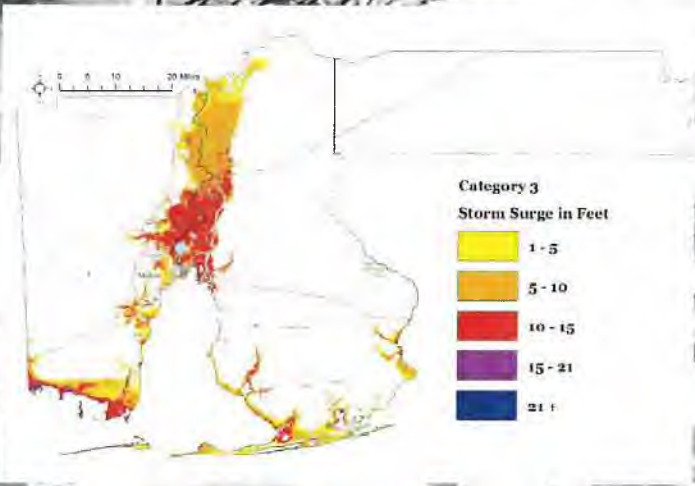 0 5 10 20 Miles
Category 3
Storm Surge in Feet
1 - 5
5 - 10
10 - 15
15 - 21
21 +